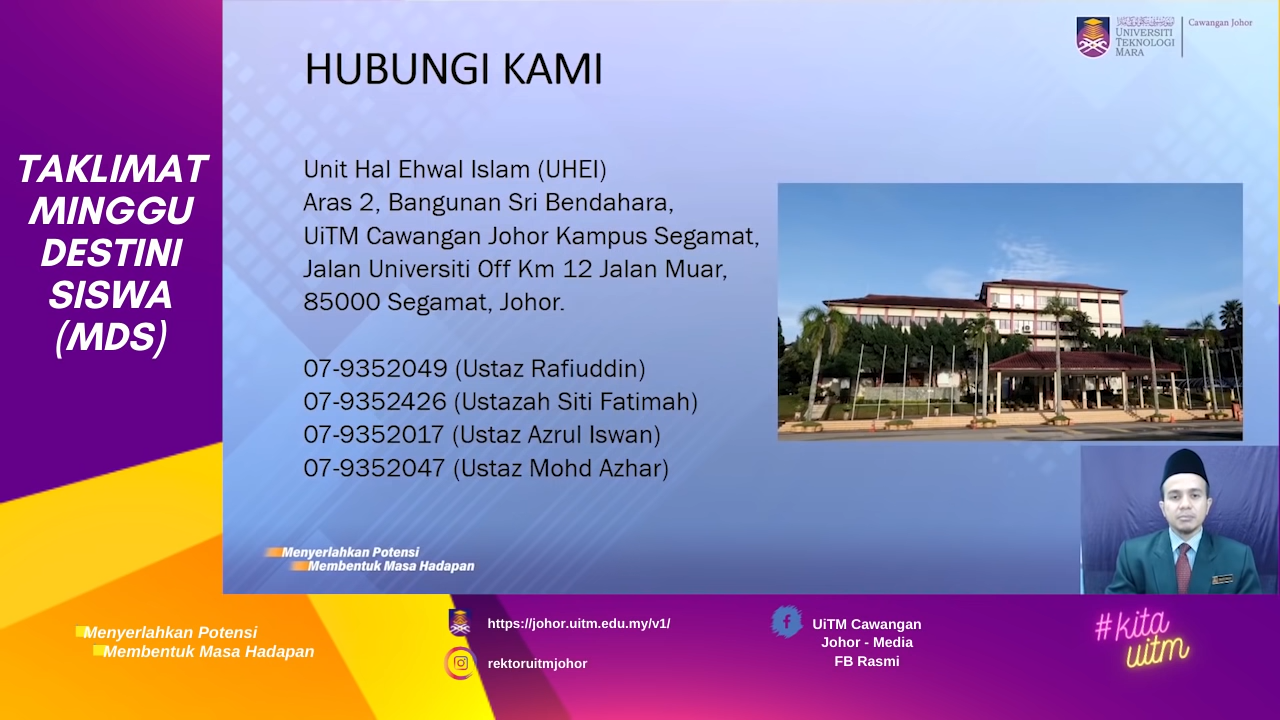 TAKLIMAT
MINGGU
DESTINI
SISWA
(MDS)
HUBUNGI KAMI
UNIVERSITI
TEKNOLOGI
MARA
Cawangan Johor
Unit Hal Ehwal Islam (UHEI)
Aras 2, Bangunan Sri Bendahara,
UiTM Cawangan Johor Kampus Segamat,
Jalan Universiti Off Km 12 Jalan Muar,
85000 Segamat, Johor.
07-9352049 (Ustaz Rafiuddin)
07-9352426 (Ustazah Siti Fatimah)
07-9352017 (Ustaz Azrul Iswan)
07-9352047 (Ustaz Mohd Azhar)
Menyerlahkan Potensi
Membentuk Masa Hadapan
Menyerlahkan Potensi
Membentuk Masa Hadapan
https://johor.uitm.edu.my/v1/
rektoruitmjohor
UiTM Cawangan
Johor - Media
FB Rasmi
#kita
uitm